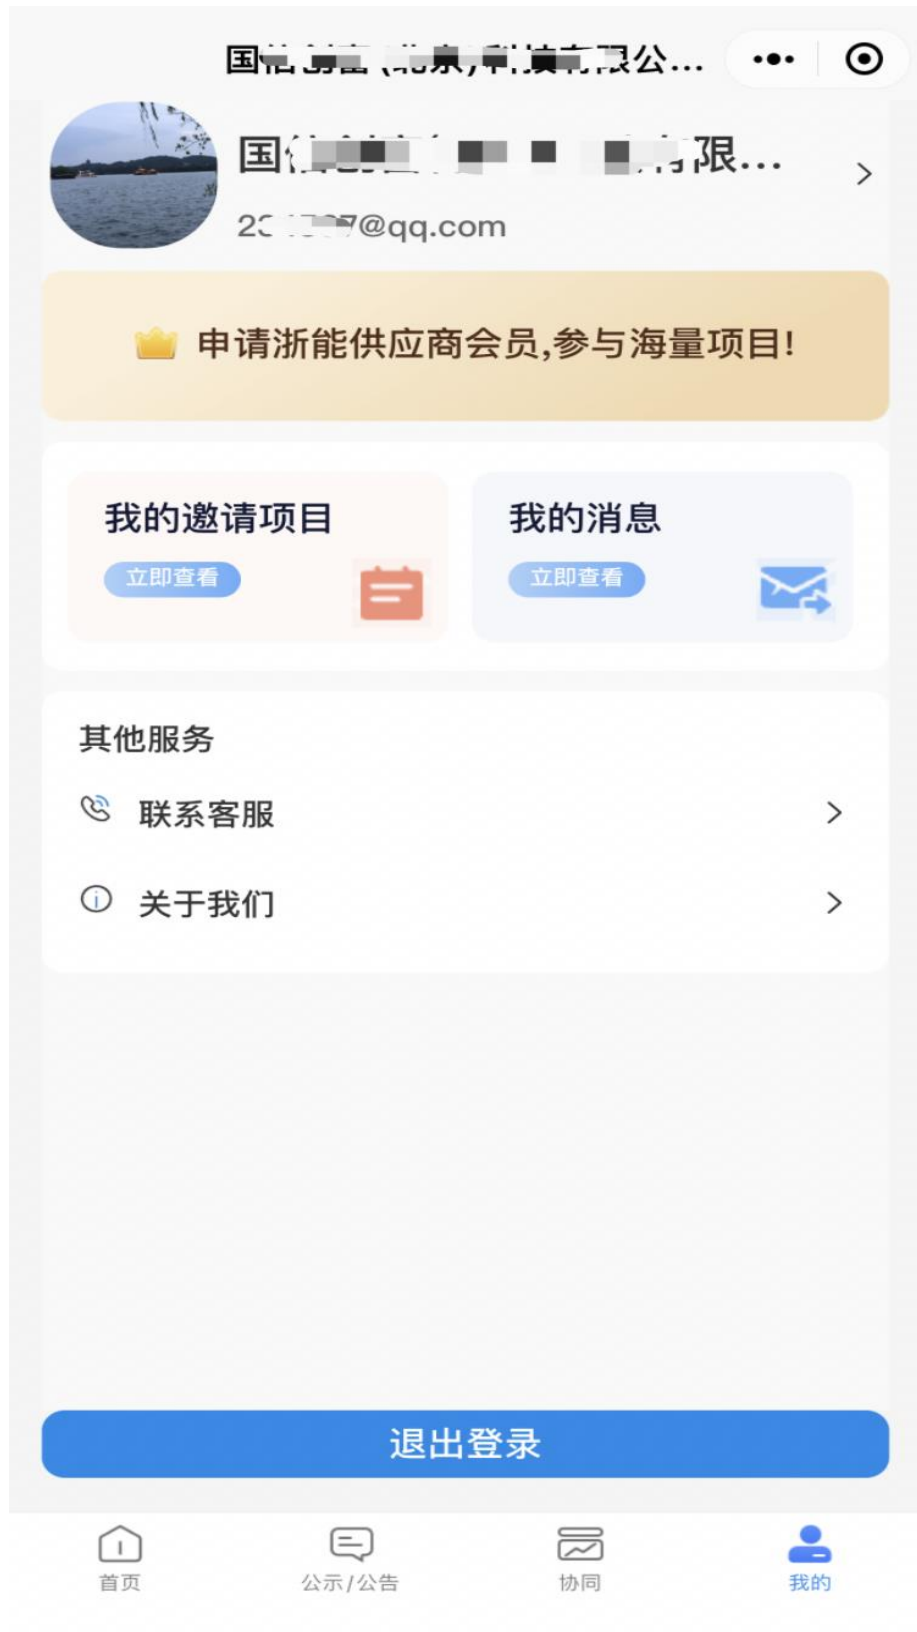 国
公...
国
有限...
@qq.com
申请浙能供应商会员,参与海量项目!
我的邀请项目
立即查看
我的消息
立即查看
其他服务
联系客服
关于我们
退出登录
首页
公示/公告
协同
我的